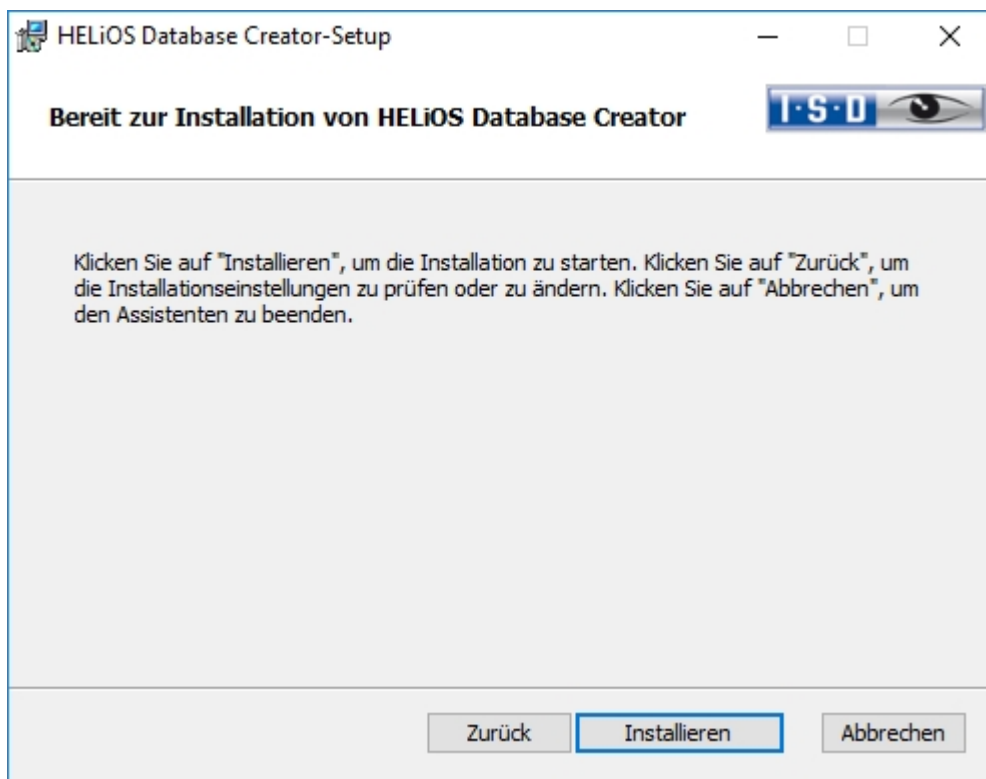 HELiOS Database Creator-Setup
Bereit zur Installation von HELiOS Database Creator
I·S·D
Klicken Sie auf "Installieren", um die Installation zu starten. Klicken Sie auf "Zurück", um
die Installationseinstellungen zu prüfen oder zu ändern. Klicken Sie auf "Abbrechen", um
den Assistenten zu beenden.
Zurück
Installieren
Abbrechen